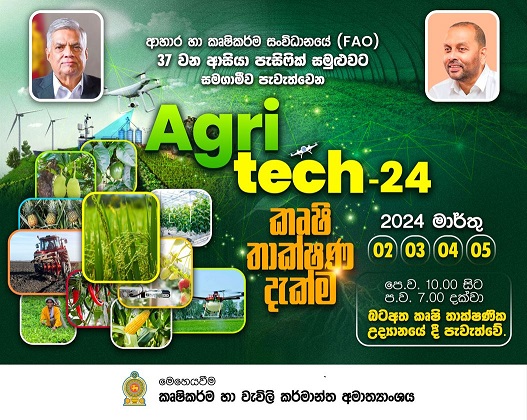 ආහාර හා කෘෂිකර්ම සංවිධානයේ (FAO)
37 වන ආසියා පැසිෆික් සමුළුවට
සමගාමීව පැවැත්වෙන
Agri
tech-24
කෘෂි
තාක්ෂණ
දැක්ම
2024 මාර්තු
02 03 04 05
පෙ.ව. 10.00 සිට
ප.ව. 7.00 දක්වා
බටඅත කෘෂි තාක්ෂණික
උද්‍යානයේ දී පැවැත්වේ.
මෙහෙයවීම
කෘෂිකර්ම හා වැවිලි කර්මාන්ත අමාත්‍යාංශය